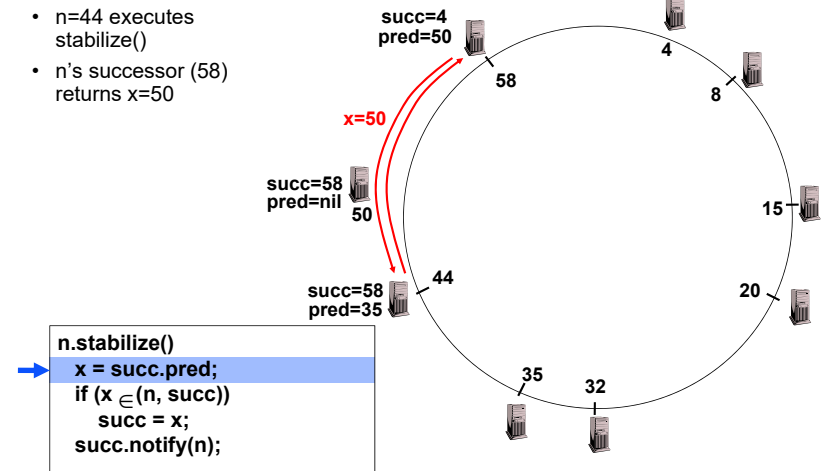 • n=44 executes
stabilize()
• n's successor (58)
returns x=50
succ=4
pred=50
4
58
8
x=50
succ=58
pred=nil
50
15
44
succ=58
pred=35
20
n.stabilize()
x = succ.pred;
if (x ∈ (n, succ))
succ = x;
succ.notify(n);
35
32